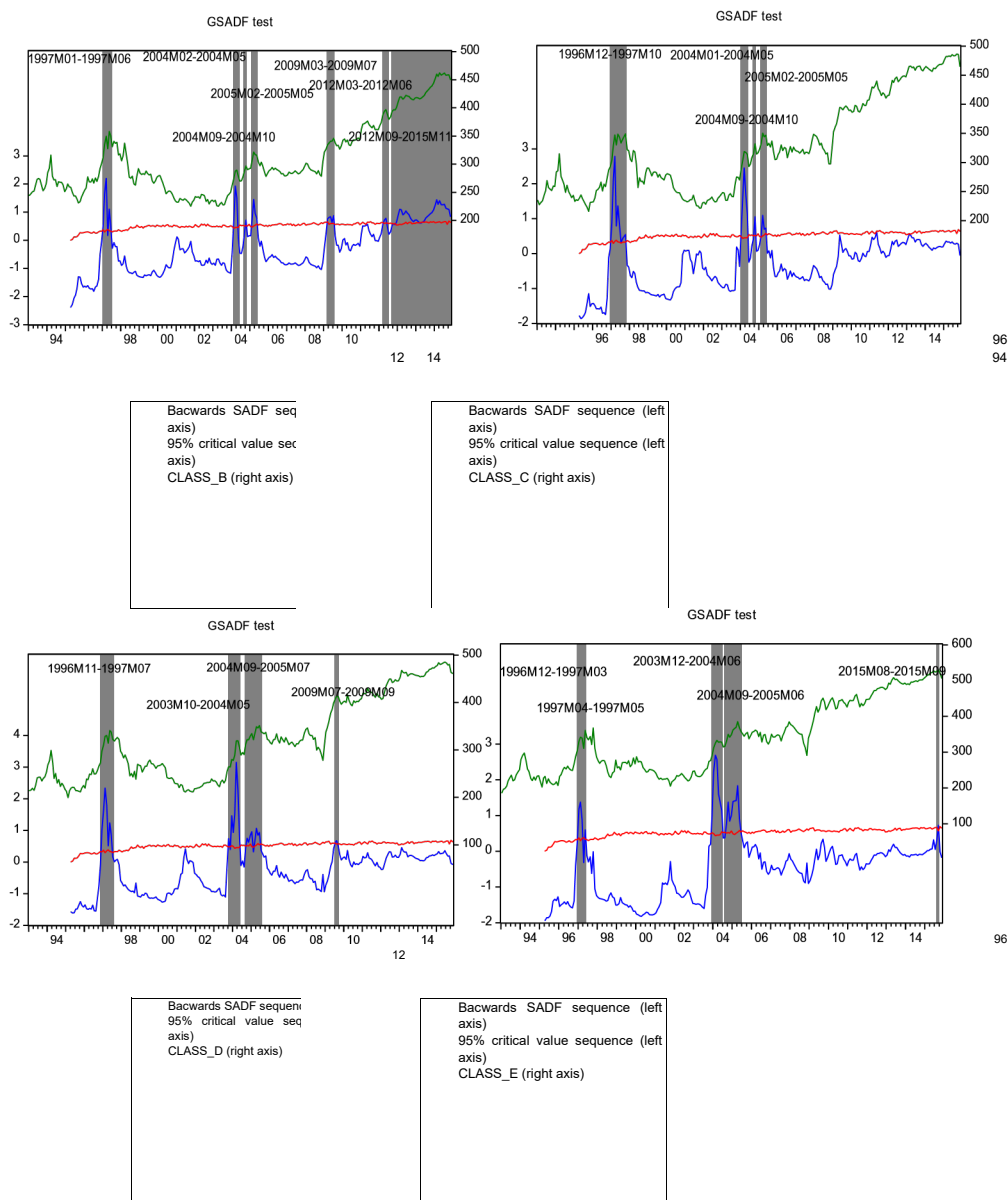 GSADF test
1997M01-1997M06
2004M02-2004M05
2009M03-2009M07
2012M03-2012M06
2005M02-2005M05
2004M09-2004M10
2012M09-2015M11
500
450
400
350
300
250
200
3
2
1
0
-1
-2
-3
94 98 00 02 04 06 08 10
12 14
GSADF test
1996M12-1997M10
2004M01-2004M05
2005M02-2005M05
2004M09-2004M10
500
450
400
350
300
250
200
3
2
1
0
-1
-2
96 98 00 02 04 06 08 10 12 14 96
94
Bacwards SADF seq
axis)
95% critical value sec
axis)
CLASS_B (right axis)
Bacwards SADF sequence (left
axis)
95% critical value sequence (left
axis)
CLASS_C (right axis)
GSADF test
1996M11-1997M07
2004M09-2005M07
2009M07-2009M09
2003M10-2004M05
500
400
300
200
100
4
3
2
1
0
-1
-2
94 98 00 02 04 06 08 10 14
12
GSADF test
2003M12-2004M06
1996M12-1997M03
2015M08-2015M09
2004M09-2005M06
1997M04-1997M05
600
500
400
300
200
100
3
2
1
0
-1
-2
94 96 98 00 02 04 06 08 10 12 14 96
Bacwards SADF sequenc
95% critical value seq
axis)
CLASS_D (right axis)
Bacwards SADF sequence (left
axis)
95% critical value sequence (left
axis)
CLASS_E (right axis)